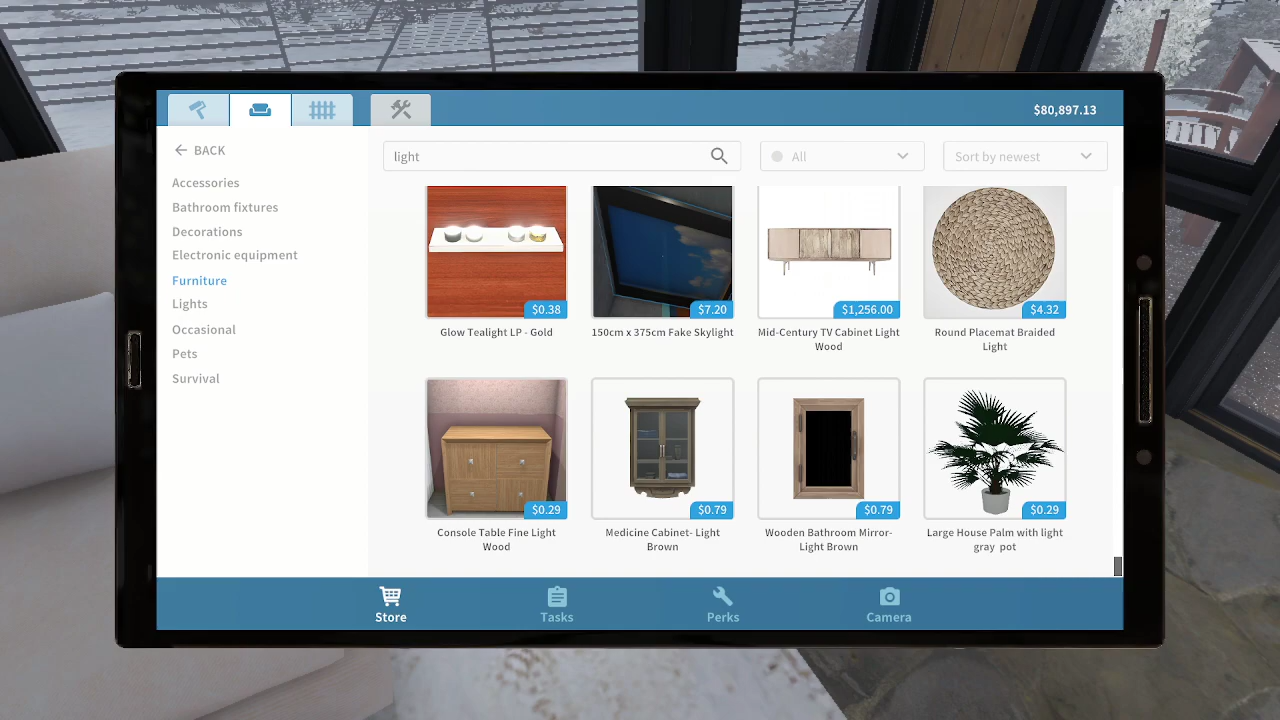 $80,897.13
BACK
light
All
Sort by newest
Accessories
Bathroom fixtures
Decorations
Electronic equipment
Furniture
Lights
Occasional
Pets
Survival
$0.38
$7.20
$1,256.00
$4.32
Glow Tealight LP - Gold
150cm x 375cm Fake Skylight
Mid-Century TV Cabinet Light
Wood
Round Placemat Braided
Light
$0.29
$0.79
$0.79
$0.29
Console Table Fine Light
Wood
Medicine Cabinet- Light
Brown
Wooden Bathroom Mirror-
Light Brown
Large House Palm with light
gray pot
Store
Tasks
Perks
Camera